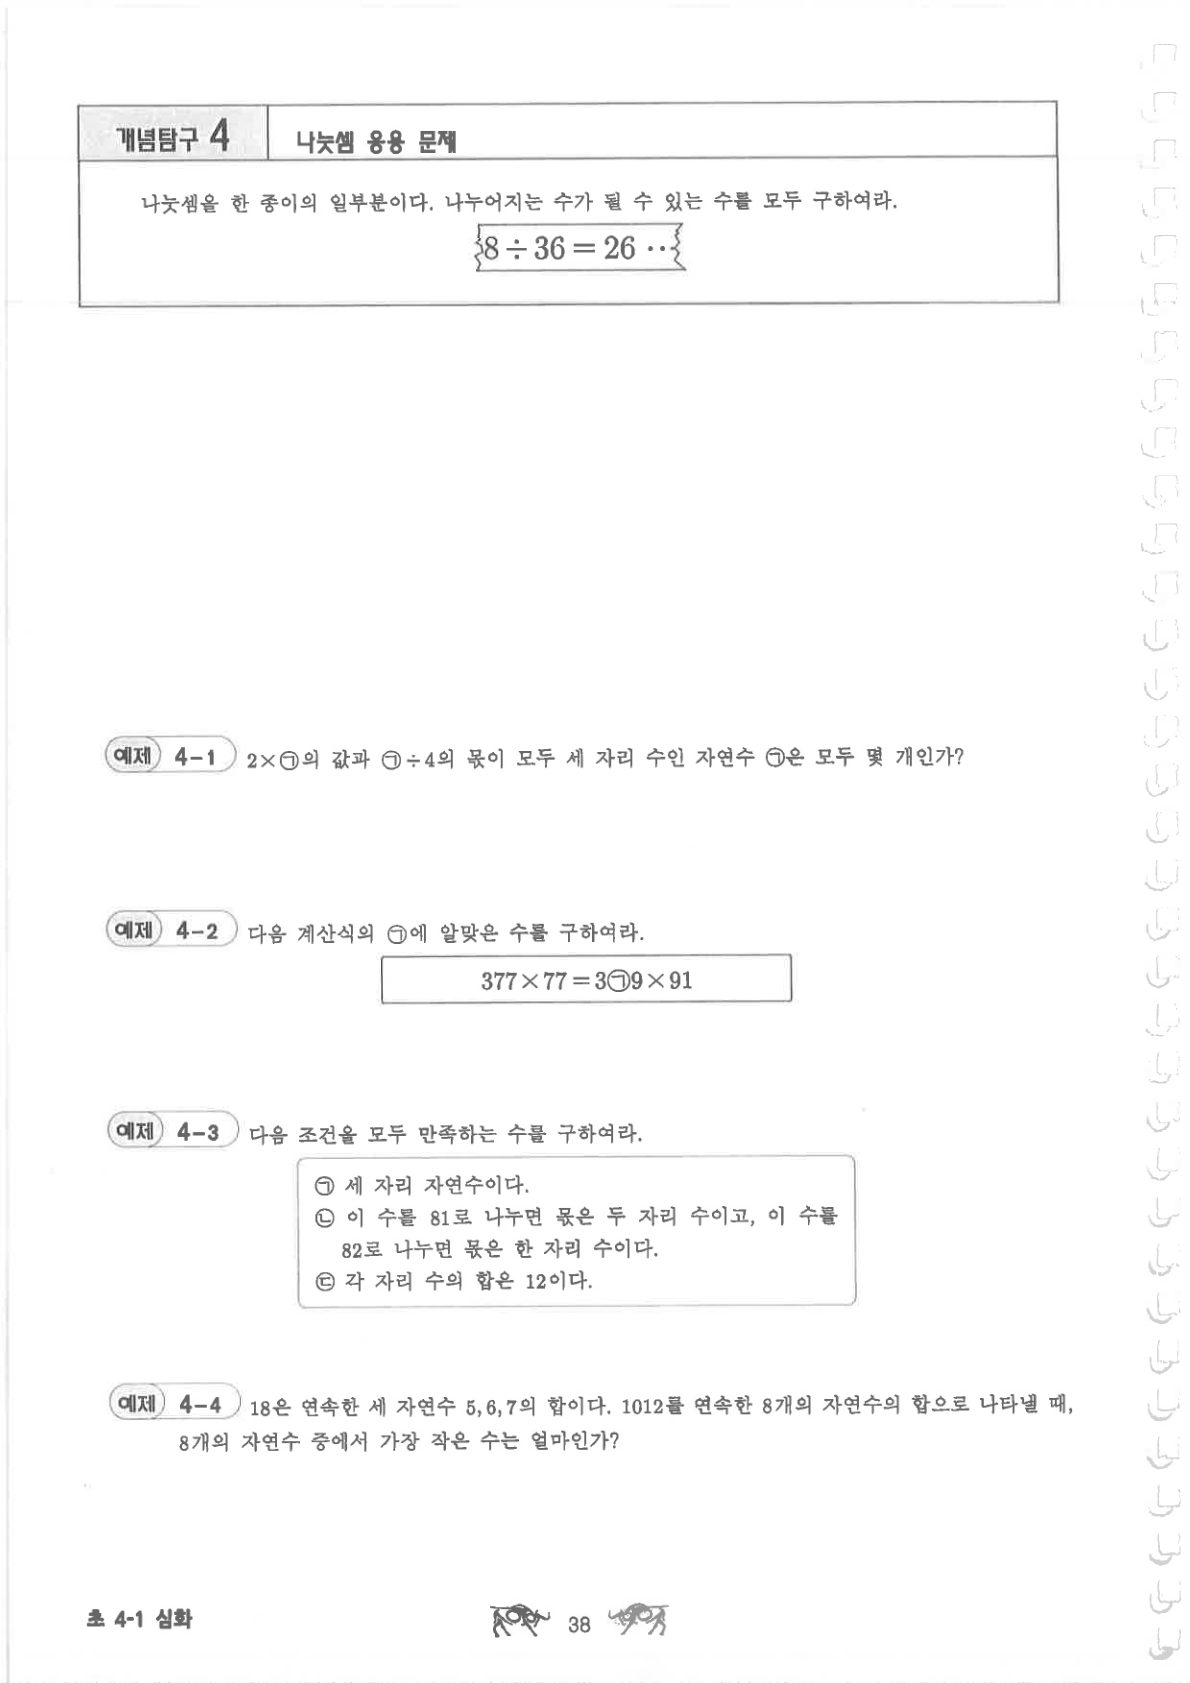 개념탐구 4 나눗셈 응용 문제
나눗셈을 한 종이의 일부분이다. 나누어지는 수가 될 수 있는 수를 모두 구하여라.
8÷36=26 ···
예제 4-1 2×㉠의 값과 ㉠÷4의 몫이 모두 세 자리 수인 자연수 ㉠은 모두 몇 개인가?
예제 4-2 다음 계산식의 ㉠에 알맞은 수를 구하여라.
377×77=3㉠9×91
예제 4-3 다음 조건을 모두 만족하는 수를 구하여라.
㉠ 세 자리 자연수이다.
㉡ 이 수를 81로 나누면 몫은 두 자리 수이고, 이 수를
82로 나누면 몫은 한 자리 수이다.
㉢ 각 자리 수의 합은 12이다.
예제 4-4 18은 연속한 세 자연수 5, 6, 7의 합이다. 1012를 연속한 8개의 자연수의 합으로 나타낼 때,
8개의 자연수 중에서 가장 작은 수는 얼마인가?
초 4-1 심화 38